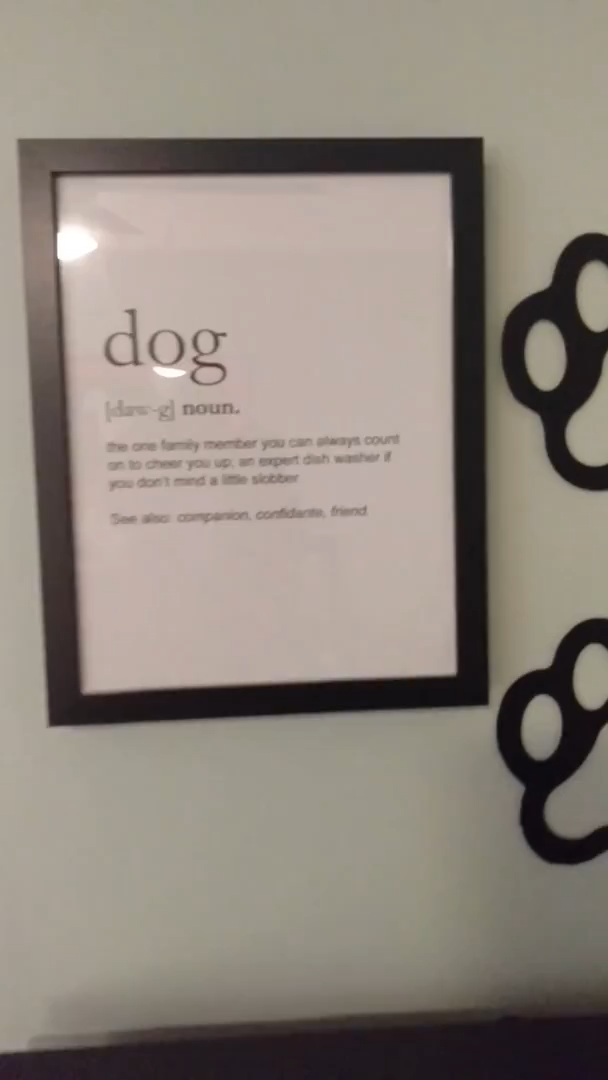 dog
[daw-g] noun.
the one family member you can always count
on to cheer you up; an expert dish washer if
you don't mind a little slobber
See also: companion, confidante, friend.